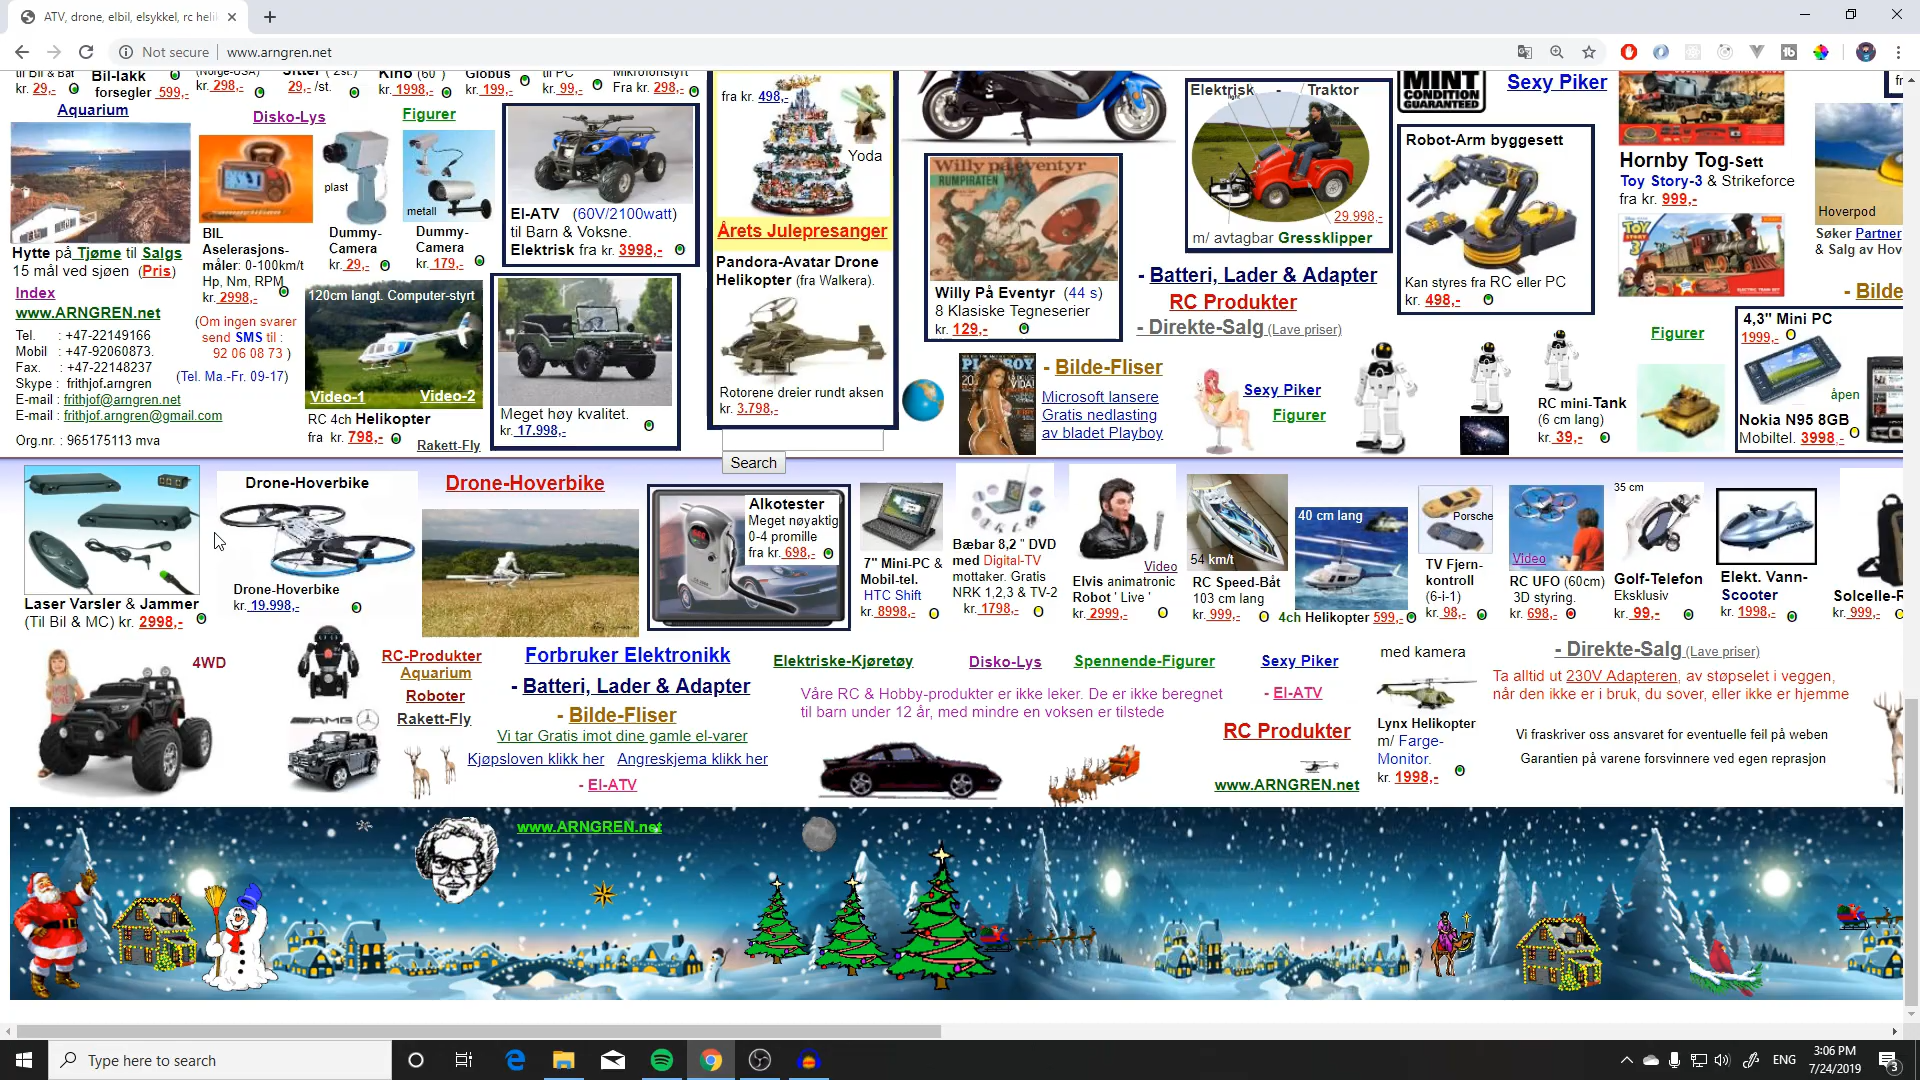 ATV, drone, elbil, elsykkel, rc heli
Not secure
www.arngren.net
til Bil & Båt
kr. 29,-
Bil-lakk
forsegler 599,-
(Norge-USA)
kr. 298,-
Sitter ( 2st.)
29,- /st.
Kino (60")
kr. 1998,-
Globus
kr. 199,-
til PC
kr. 99,-
Mikrofonstyrt
Fra kr. 298,-
Aquarium
Disko-Lys
Figurer
Hytte på Tjøme til Salgs
15 mål ved sjøen (Pris)
Index
www.ARNGREN.net
Tel. : +47-22149166
Mobil : +47-92060873.
Fax. : +47-22148237
Skype : frithjof.arngren
E-mail : frithjof@arngren.net
E-mail : frithjof.arngren@gmail.com
Org.nr. : 965175113 mva
BIL
Aselerasjons-
måler: 0-100km/t
Hp, Nm, RPM
kr. 2998,-
(Om ingen svarer
send SMS til :
92 06 08 73 )
(Tel. Ma.-Fr. 09-17)
plast
Dummy-
Camera
kr. 29,-
metall
Dummy-
Camera
kr. 179,-
120cm langt. Computer-styrt
Video-1
Video-2
RC 4ch Helikopter
fra kr. 798,-
Rakett-Fly
El-ATV (60V/2100watt)
til Barn & Voksne.
Elektrisk fra kr. 3998,-
Meget høy kvalitet.
kr. 17.998,-
fra kr. 498,-
Yoda
Årets Julepresanger
Pandora-Avatar Drone
Helikopter (fra Walkera).
Rotorene dreier rundt aksen
kr. 3.798,-
Search
Willy på eventyr
RUMPIRATEN
Willy På Eventyr (44 s)
8 Klasiske Tegneserier
kr. 129,-
PLAYBOY
- Bilde-Fliser
Microsoft lansere
Gratis nedlasting
av bladet Playboy
Elektrisk - / Traktor
29.998,-
m/ avtagbar Gressklipper
- Batteri, Lader & Adapter
RC Produkter
- Direkte-Salg (Lave priser)
Sexy Piker
Figurer
MINT
CONDITION
GUARANTEED
Sexy Piker
Robot-Arm byggesett
Kan styres fra RC eller PC
kr. 498,-
RC mini-Tank
(6 cm lang)
kr. 39,-
Hornby Tog-Sett
Toy Story-3 & Strikeforce
fra kr. 999,-
Figurer
fr
Hoverpod
Søker Partner
& Salg av Hov
- Bilde
4,3" Mini PC
1999,-
åpen
Nokia N95 8GB
Mobiltel. 3998,-
Laser Varsler & Jammer
(Til Bil & MC) kr. 2998,-
Drone-Hoverbike
Drone-Hoverbike
kr. 19.998,-
Drone-Hoverbike
Alkotester
Meget nøyaktig
0-4 promille
fra kr. 698,-
7" Mini-PC &
Mobil-tel.
HTC Shift
kr. 8998,-
Bæbar 8,2 " DVD
med Digital-TV
mottaker. Gratis
NRK 1,2,3 & TV-2
kr. 1798,-
Video
Elvis animatronic
Robot ' Live '
kr. 2999,-
54 km/t
RC Speed-Båt
103 cm lang
kr. 999,-
40 cm lang
4ch Helikopter 599,-
Porsche
TV Fjern-
kontroll
(6-i-1)
kr. 98,-
Video
RC UFO (60cm)
3D styring.
kr. 698,-
35 cm
Golf-Telefon
Eksklusiv
kr. 99,-
Elekt. Vann-
Scooter
kr. 1998,-
Solcelle-R
kr. 999,-
4WD
AMG
RC-Produkter
Aquarium
Roboter
Rakett-Fly
Forbruker Elektronikk
- Batteri, Lader & Adapter
- Bilde-Fliser
Vi tar Gratis imot dine gamle el-varer
Kjøpsloven klikk her
Angreskjema klikk her
- El-ATV
Elektriske-Kjøretøy
Disko-Lys
Spennende-Figurer
Sexy Piker
Våre RC & Hobby-produkter er ikke leker. De er ikke beregnet
til barn under 12 år, med mindre en voksen er tilstede
- El-ATV
RC Produkter
www.ARNGREN.net
med kamera
Lynx Helikopter
m/ Farge-
Monitor.
kr. 1998,-
- Direkte-Salg (Lave priser)
Ta alltid ut 230V Adapteren, av støpselet i veggen,
når den ikke er i bruk, du sover, eller ikke er hjemme
Vi fraskriver oss ansvaret for eventuelle feil på weben
Garantien på varene forsvinnere ved egen reprasjon
www.ARNGREN.net
Type here to search
ENG
3:06 PM
7/24/2019
3